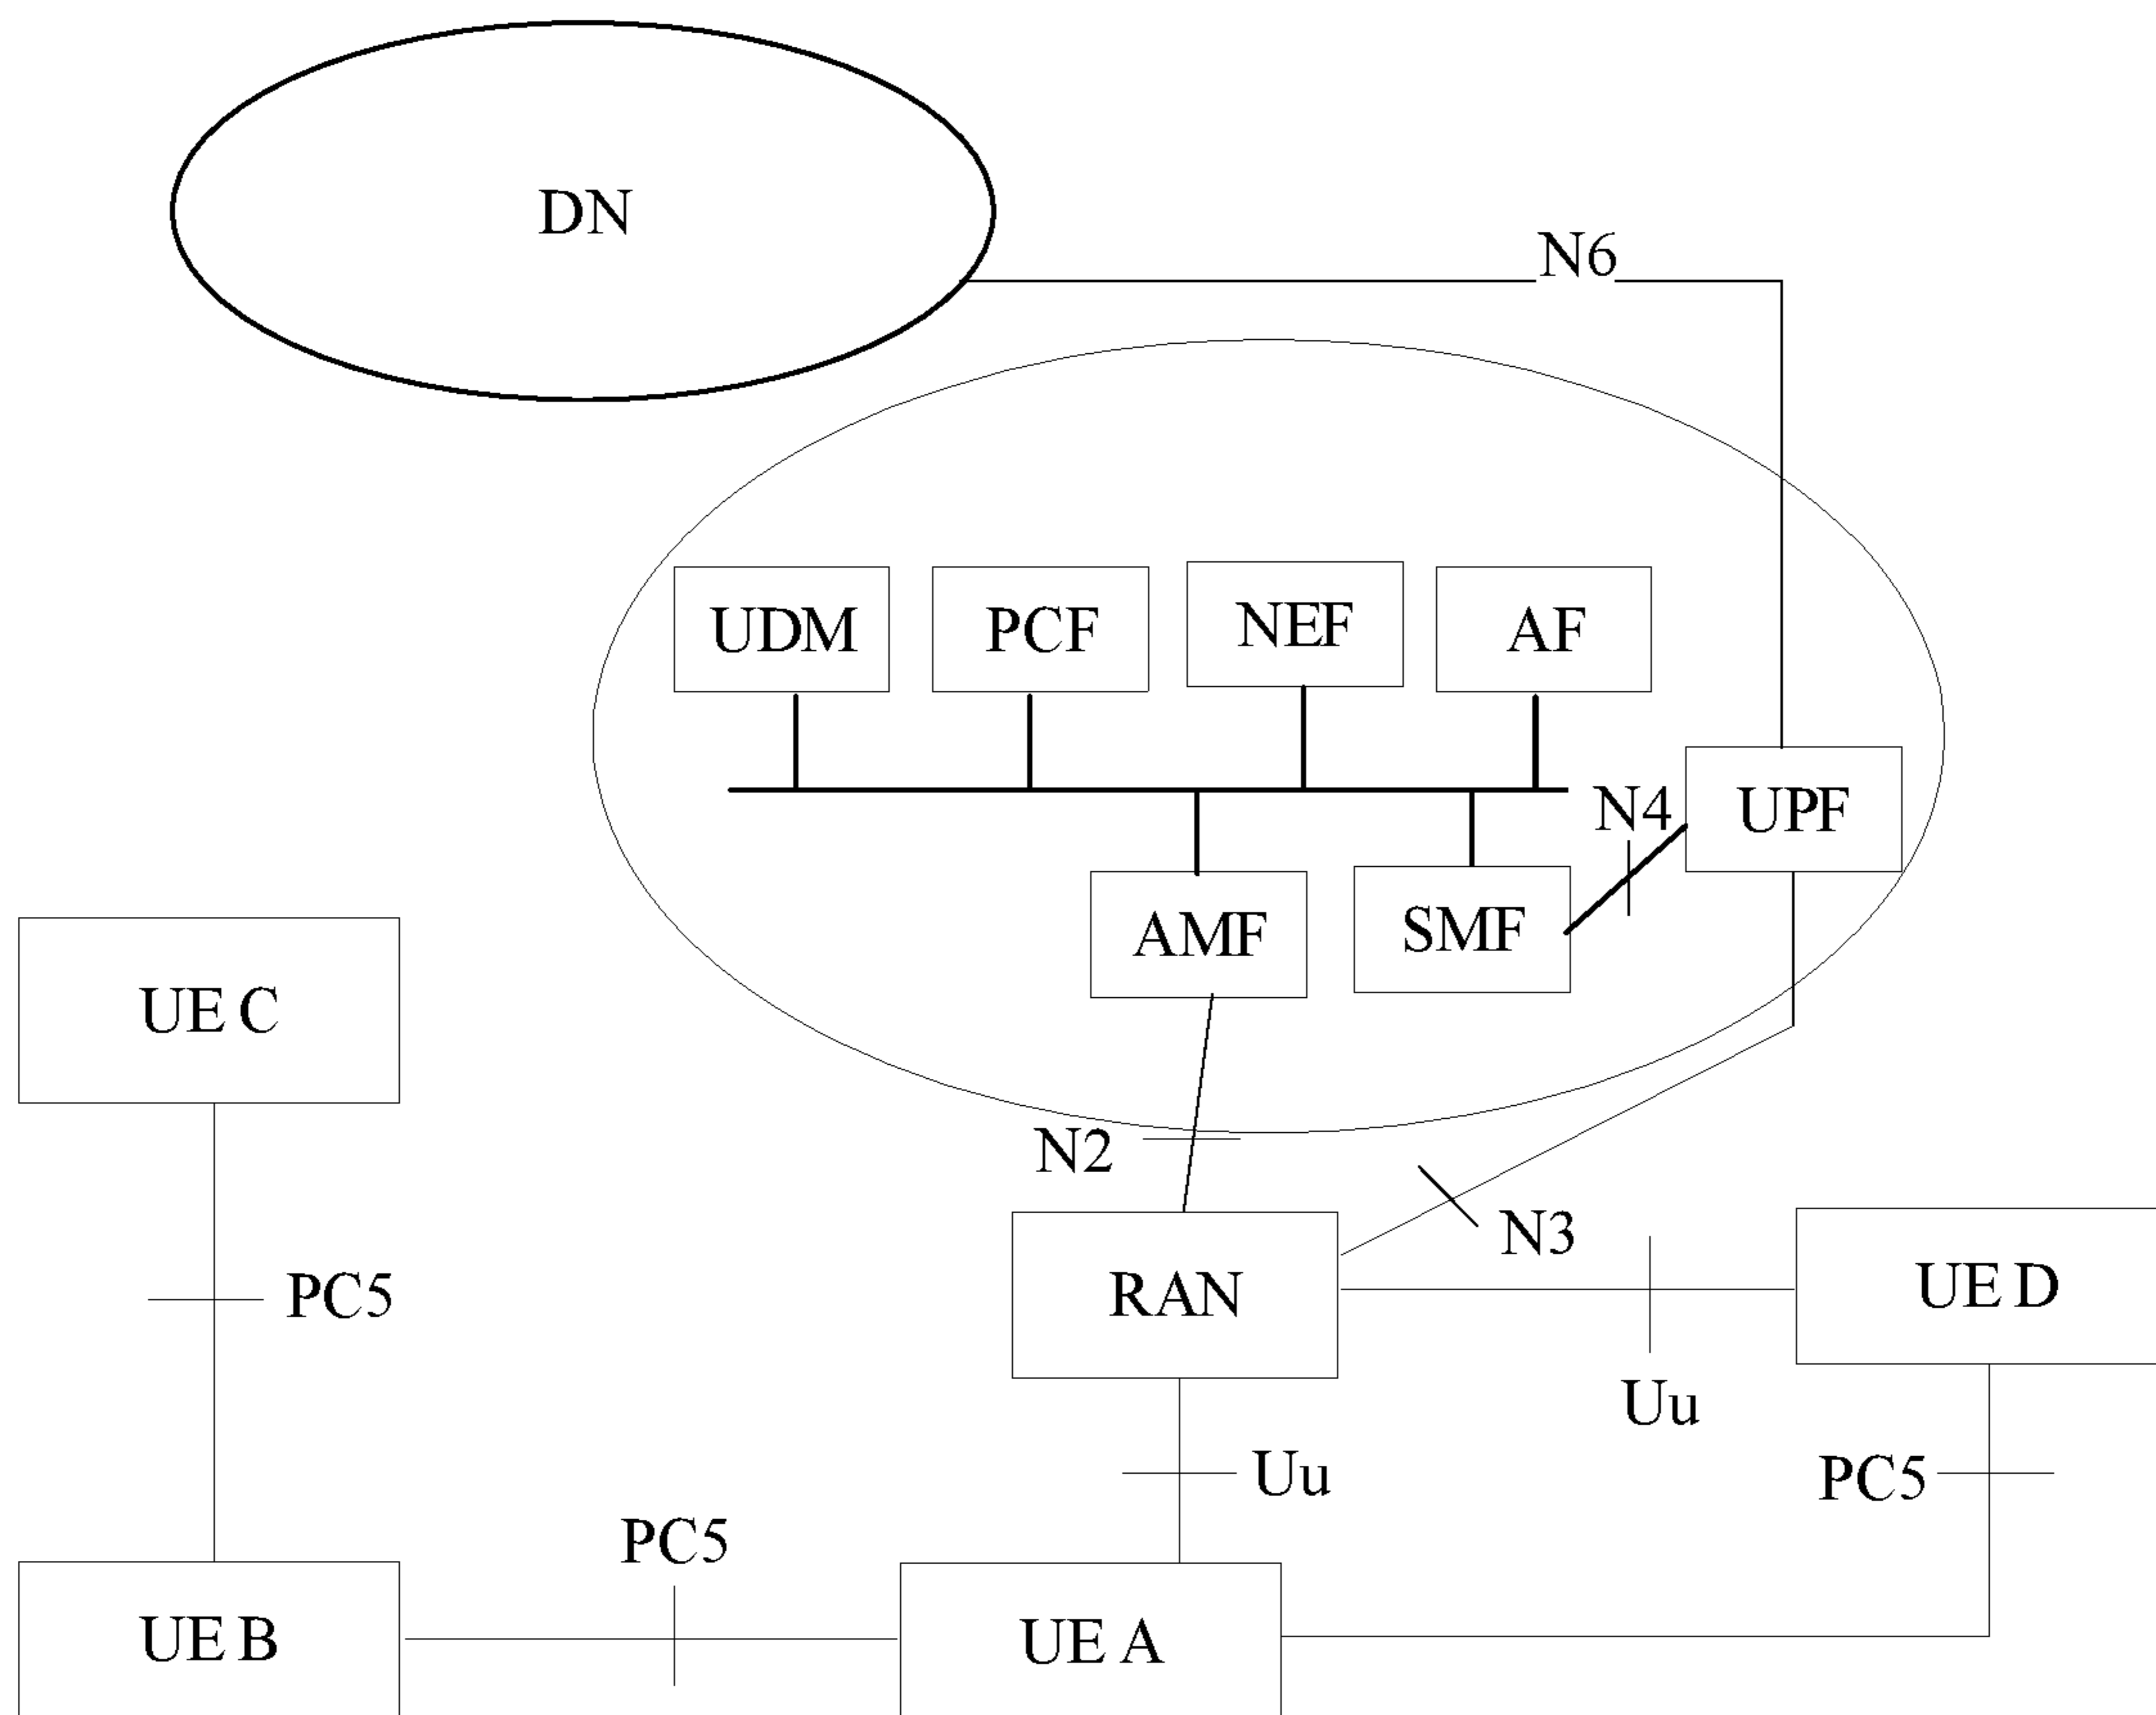 DN
N6
UDM
PCF
NEF
AF
N4
UPF
AMF
SMF
UE C
N2
N3
PC5
RAN
UE D
Uu
Uu
PC5
PC5
UE B
UE A